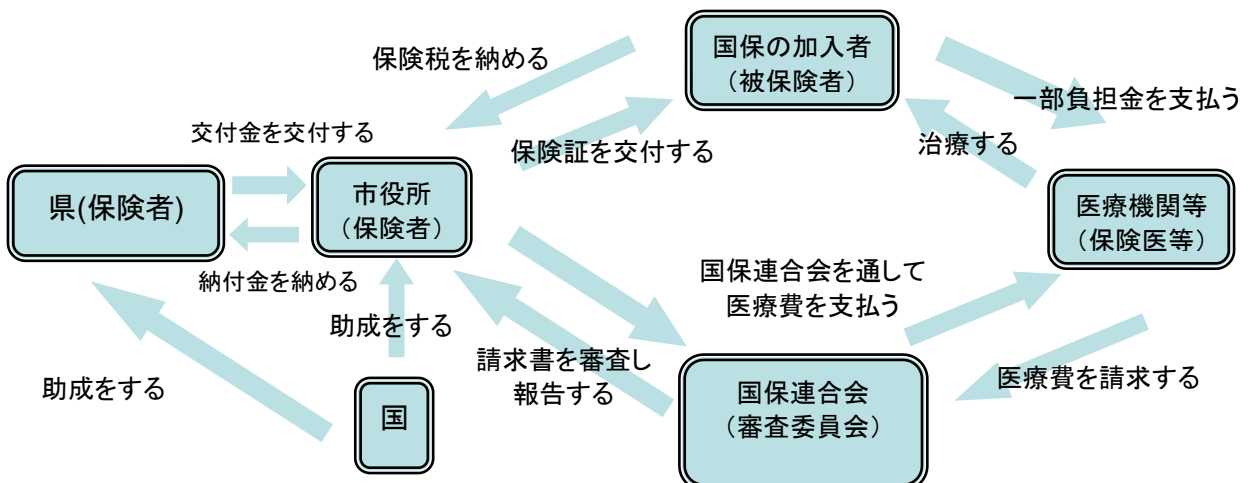 国保の加入者
（被保険者）
保険税を納める
一部負担金を支払う
交付金を交付する
保険証を交付する
治療する
県(保険者)
市役所
（保険者）
医療機関等
（保険医等）
納付金を納める
国保連合会を通して
医療費を支払う
助成をする
請求書を審査し
報告する
助成をする
医療費を請求する
国
国保連合会
（審査委員会）